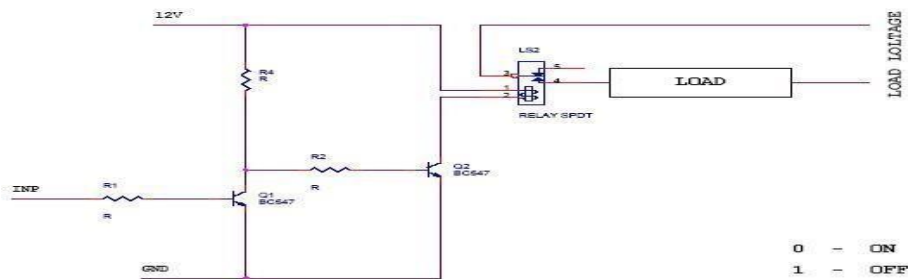 12V
LS2
3
5
4
1
2
RELAY SPDT
LOAD
LOAD LOLTAGE
R4
R
R2
R
Q2
BC547
INP
R1
R
Q1
BC547
GND
0 - ON
1 - OFF